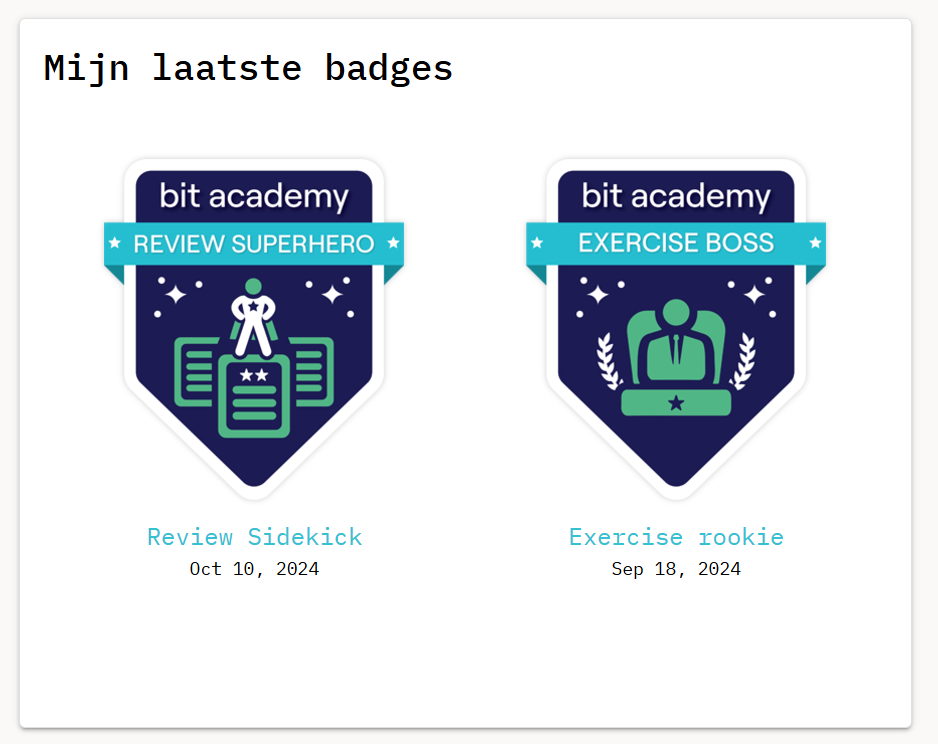 Mijn laatste badges
bit academy
REVIEW SUPERHERO
Review Sidekick
Oct 10, 2024
bit academy
EXERCISE BOSS
Exercise rookie
Sep 18, 2024